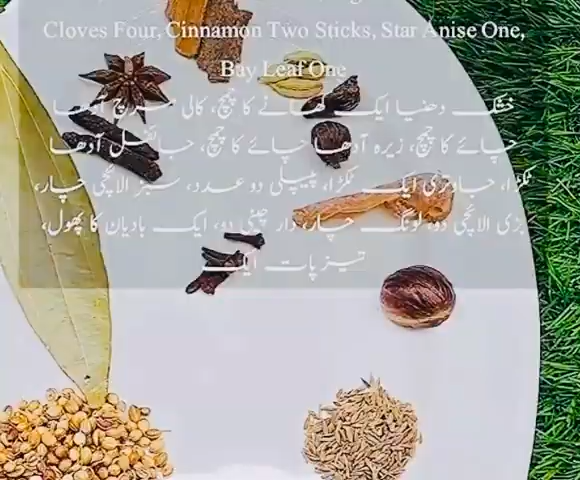 Cloves Four, Cinnamon Two Sticks, Star Anise One,
Bay Leaf One
خشک دھنیا ایک کھانے کا چمچ، کالی مرچ آدھا
چائے کا چمچ، زیرہ آدھا چائے کا چمچ، جائفل آدھا
ٹکڑا، جاوتری ایک ٹکڑا، پیپلی دو عدد، سبز الائچی چار،
بڑی الائچی دو، لونگ چار، دار چینی دو، ایک بادیان کا پھول،
تیز پات ایک